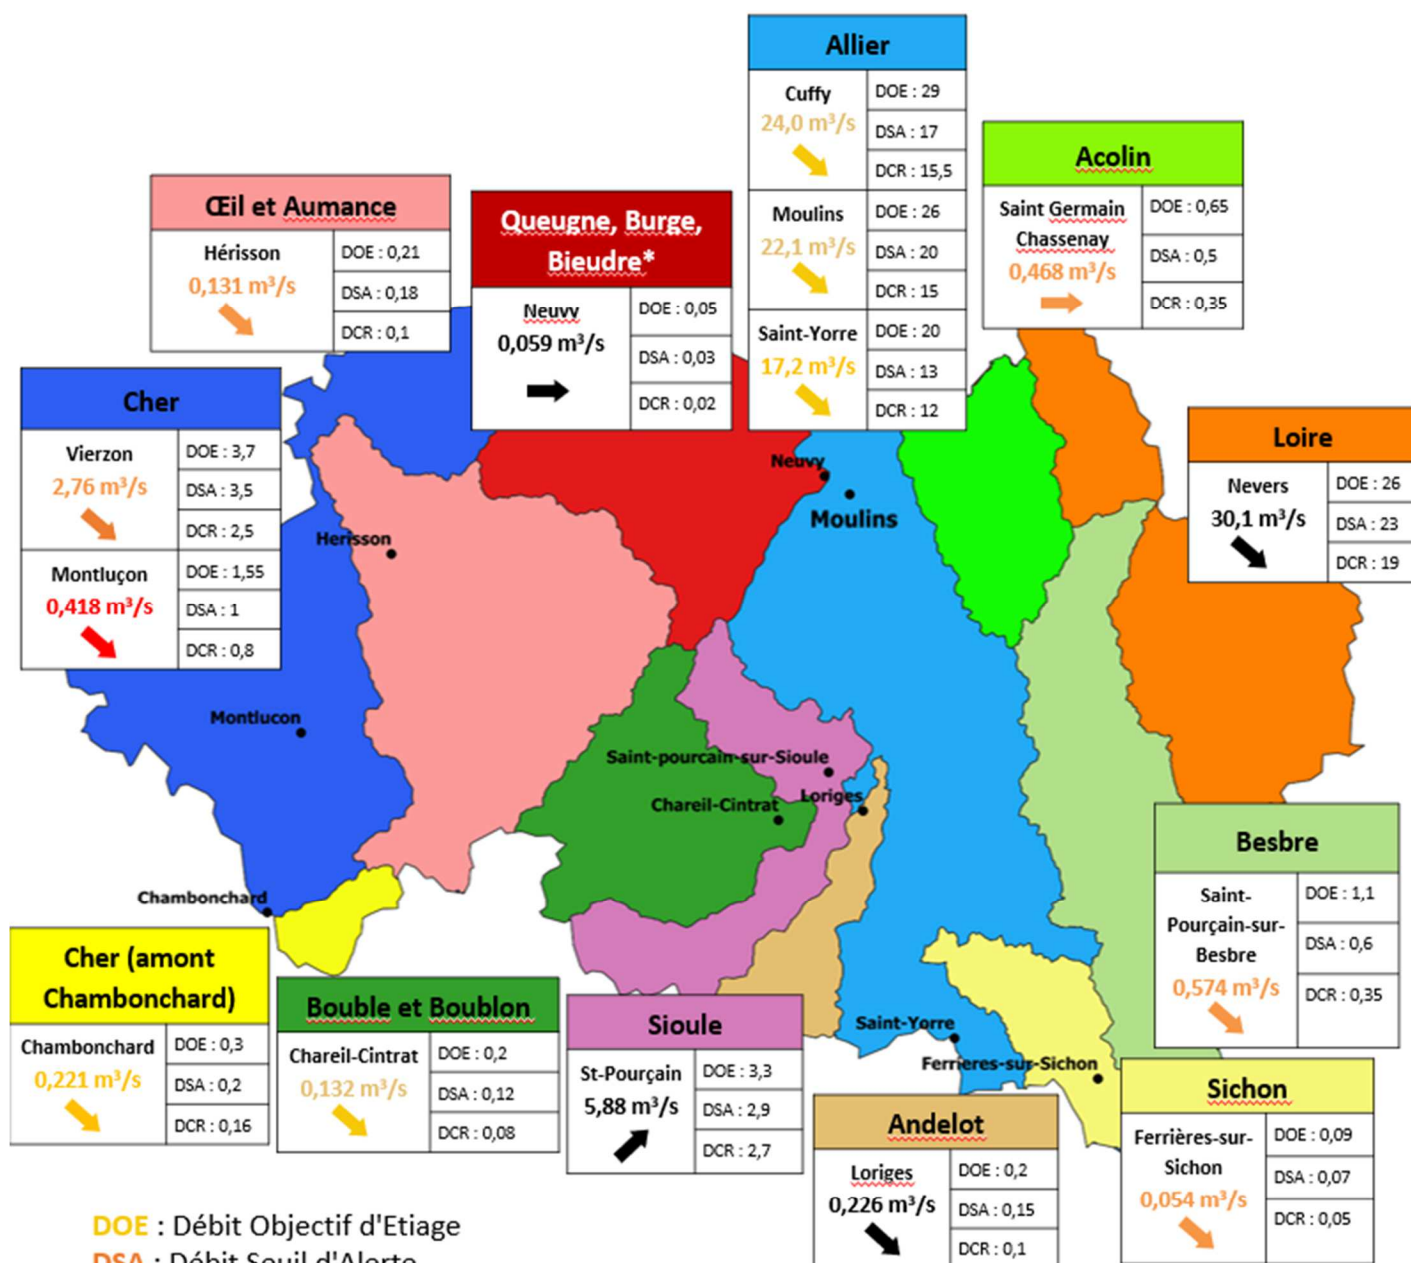 Allier
Cuffy
24,0 m³/s
DOE : 29
DSA : 17
DCR : 15,5
Moulins
22,1 m³/s
DOE : 26
DSA : 20
DCR : 15
Saint-Yorre
17,2 m³/s
DOE : 20
DSA : 13
DCR : 12
Acolin
Saint Germain
Chassenay
0,468 m³/s
DOE : 0,65
DSA : 0,5
DCR : 0,35
Œil et Aumance
Hérisson
0,131 m³/s
DOE : 0,21
DSA : 0,18
DCR : 0,1
Queugne, Burge,
Bieudre*
Neuvy
0,059 m³/s
DOE : 0,05
DSA : 0,03
DCR : 0,02
Cher
Vierzon
2,76 m³/s
DOE : 3,7
DSA : 3,5
DCR : 2,5
Montluçon
0,418 m³/s
DOE : 1,55
DSA : 1
DCR : 0,8
Loire
Nevers
30,1 m³/s
DOE : 26
DSA : 23
DCR : 19
Neuvy
Moulins
Herisson
Montlucon
Saint-pourcain-sur-Sioule
Loriges
Chareil-Cintrat
Chambonchard
Saint-Yorre
Ferrieres-sur-Sichon
Besbre
Saint-
Pourçain-sur-
Besbre
0,574 m³/s
DOE : 1,1
DSA : 0,6
DCR : 0,35
Cher (amont
Chambonchard)
Chambonchard
0,221 m³/s
DOE : 0,3
DSA : 0,2
DCR : 0,16
Bouble et Boublon
Chareil-Cintrat
0,132 m³/s
DOE : 0,2
DSA : 0,12
DCR : 0,08
Sioule
St-Pourçain
5,88 m³/s
DOE : 3,3
DSA : 2,9
DCR : 2,7
Andelot
Loriges
0,226 m³/s
DOE : 0,2
DSA : 0,15
DCR : 0,1
Sichon
Ferrières-sur-
Sichon
0,054 m³/s
DOE : 0,09
DSA : 0,07
DCR : 0,05
DOE : Débit Objectif d'Etiage
DSA : Débit Seuil d'Alerte